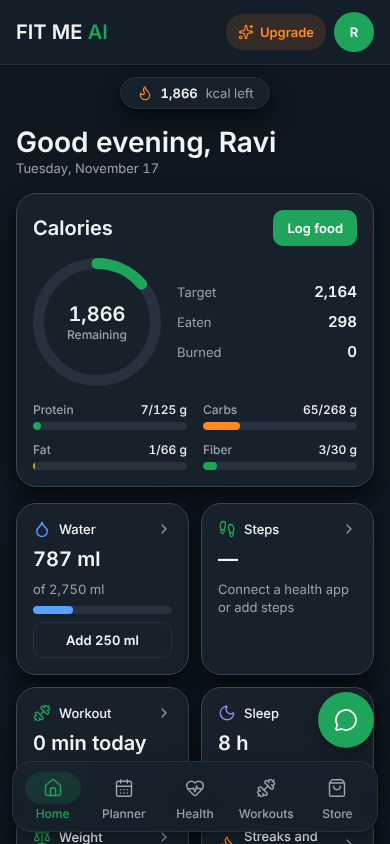 FIT ME AI
Upgrade
R
1,866 kcal left
Good evening, Ravi
Tuesday, November 17
Calories
Log food
1,866
Remaining
Target 2,164
Eaten 298
Burned 0
Protein 7/125 g
Carbs 65/268 g
Fat 1/66 g
Fiber 3/30 g
Water
787 ml
of 2,750 ml
Add 250 ml
Steps
—
Connect a health app
or add steps
Workout
0 min today
Sleep
8 h
Home
Planner
Health
Workouts
Store
Weight
Streaks and